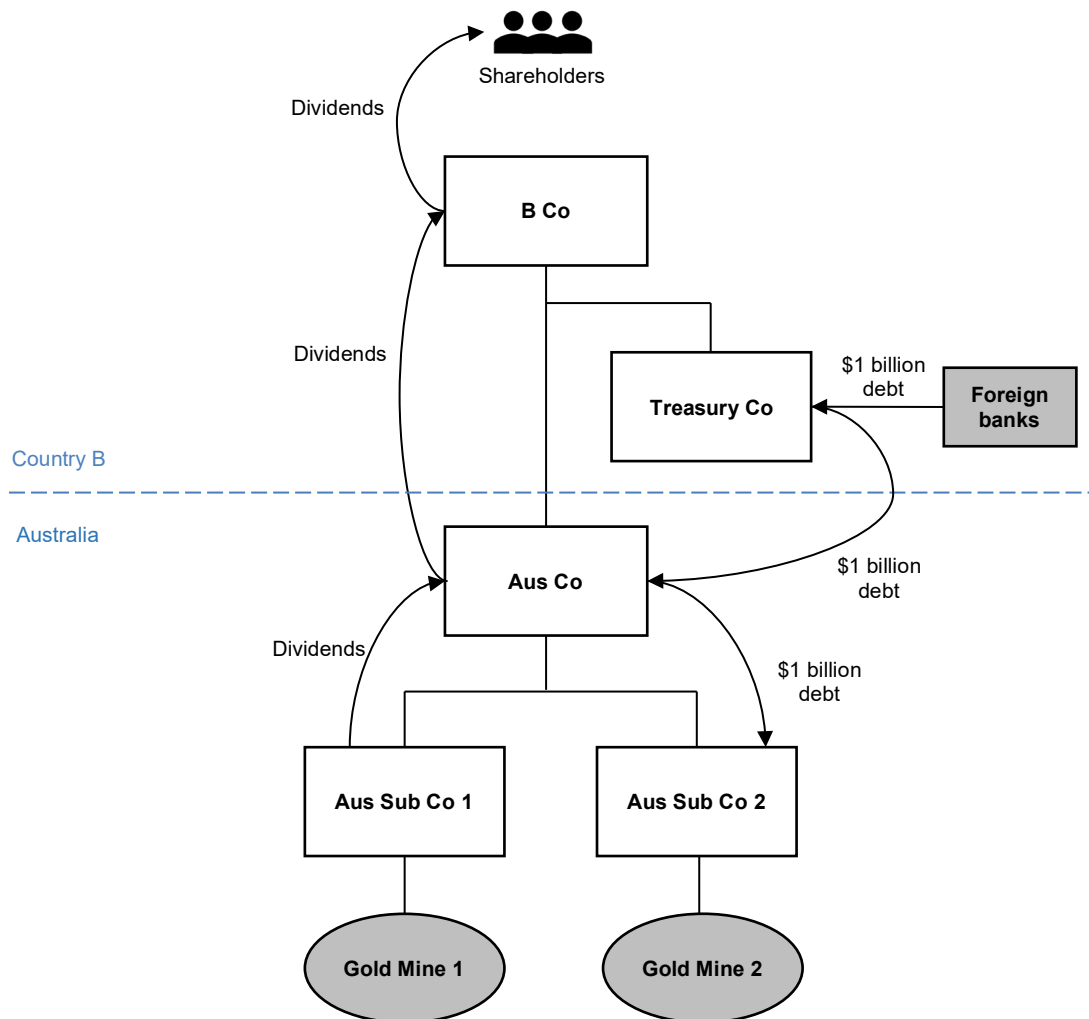 Shareholders
Dividends
B Co
Dividends
$1 billion
debt
Treasury Co
Foreign
banks
Country B
Australia
Aus Co
$1 billion
debt
Dividends
$1 billion
debt
Aus Sub Co 1
Aus Sub Co 2
Gold Mine 1
Gold Mine 2